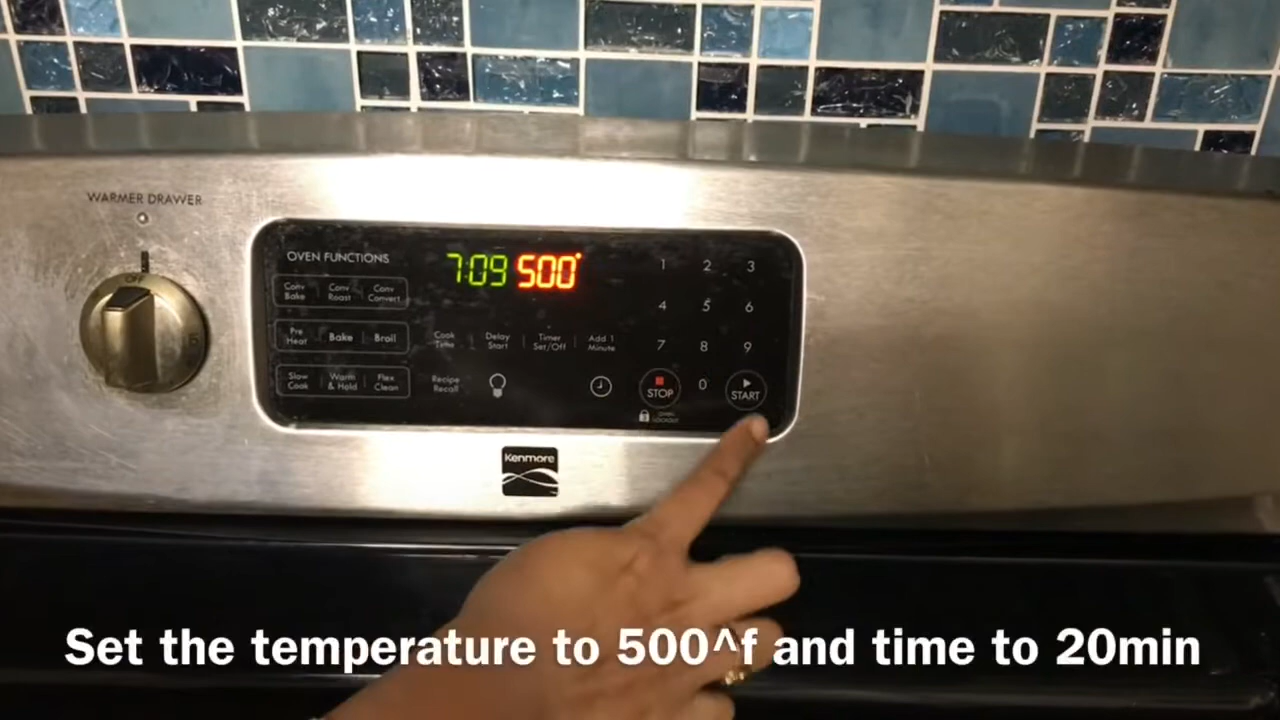 WARMER DRAWER
OFF
OVEN FUNCTIONS
7:09 500°
1 2 3
Conv Bake Conv Roast Conv Convert
4 5 6
Pre Heat Bake Broil
Cook Time Delay Start Timer Set/Off Add 1 Minute
7 8 9
Slow Cook Warm & Hold Flex Clean
Recipe Recall
STOP 0 START
OVEN LOCKOUT
Kenmore
Set the temperature to 500^f and time to 20min